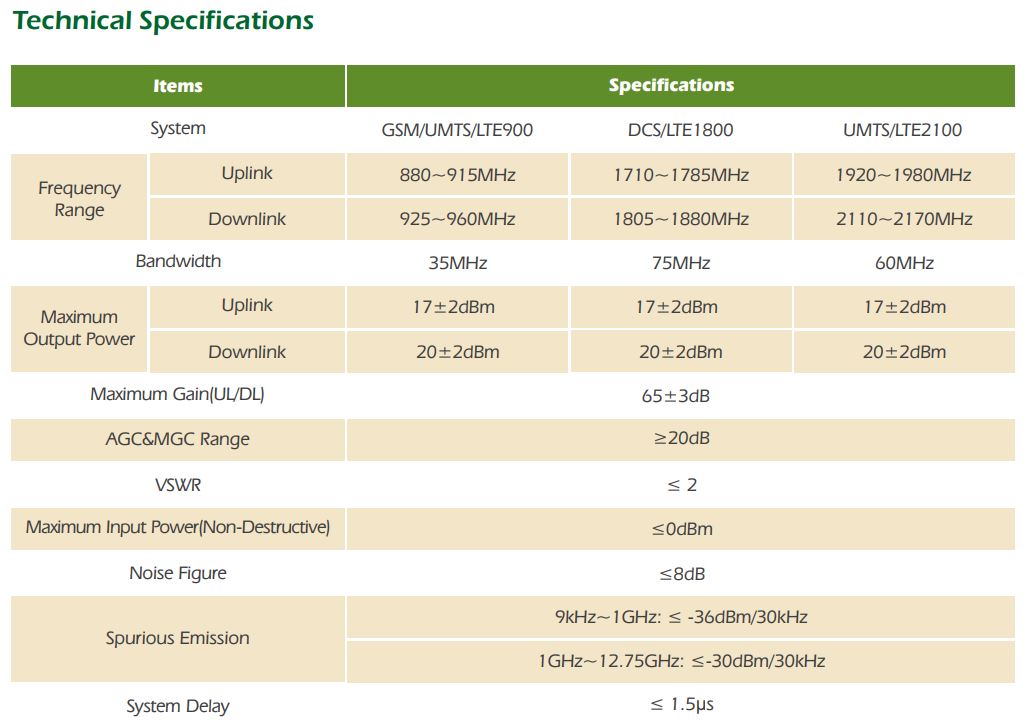 Technical Specifications
Items Specifications
System GSM/UMTS/LTE900 DCS/LTE1800 UMTS/LTE2100
Frequency
Range
Uplink 880~915MHz 1710~1785MHz 1920~1980MHz
Downlink 925~960MHz 1805~1880MHz 2110~2170MHz
Bandwidth 35MHz 75MHz 60MHz
Maximum
Output Power
Uplink 17±2dBm 17±2dBm 17±2dBm
Downlink 20±2dBm 20±2dBm 20±2dBm
Maximum Gain(UL/DL) 65±3dB
AGC&MGC Range ≥20dB
VSWR ≤ 2
Maximum Input Power(Non-Destructive) ≤0dBm
Noise Figure ≤8dB
Spurious Emission
9kHz~1GHz: ≤ -36dBm/30kHz
1GHz~12.75GHz: ≤-30dBm/30kHz
System Delay ≤ 1.5μs